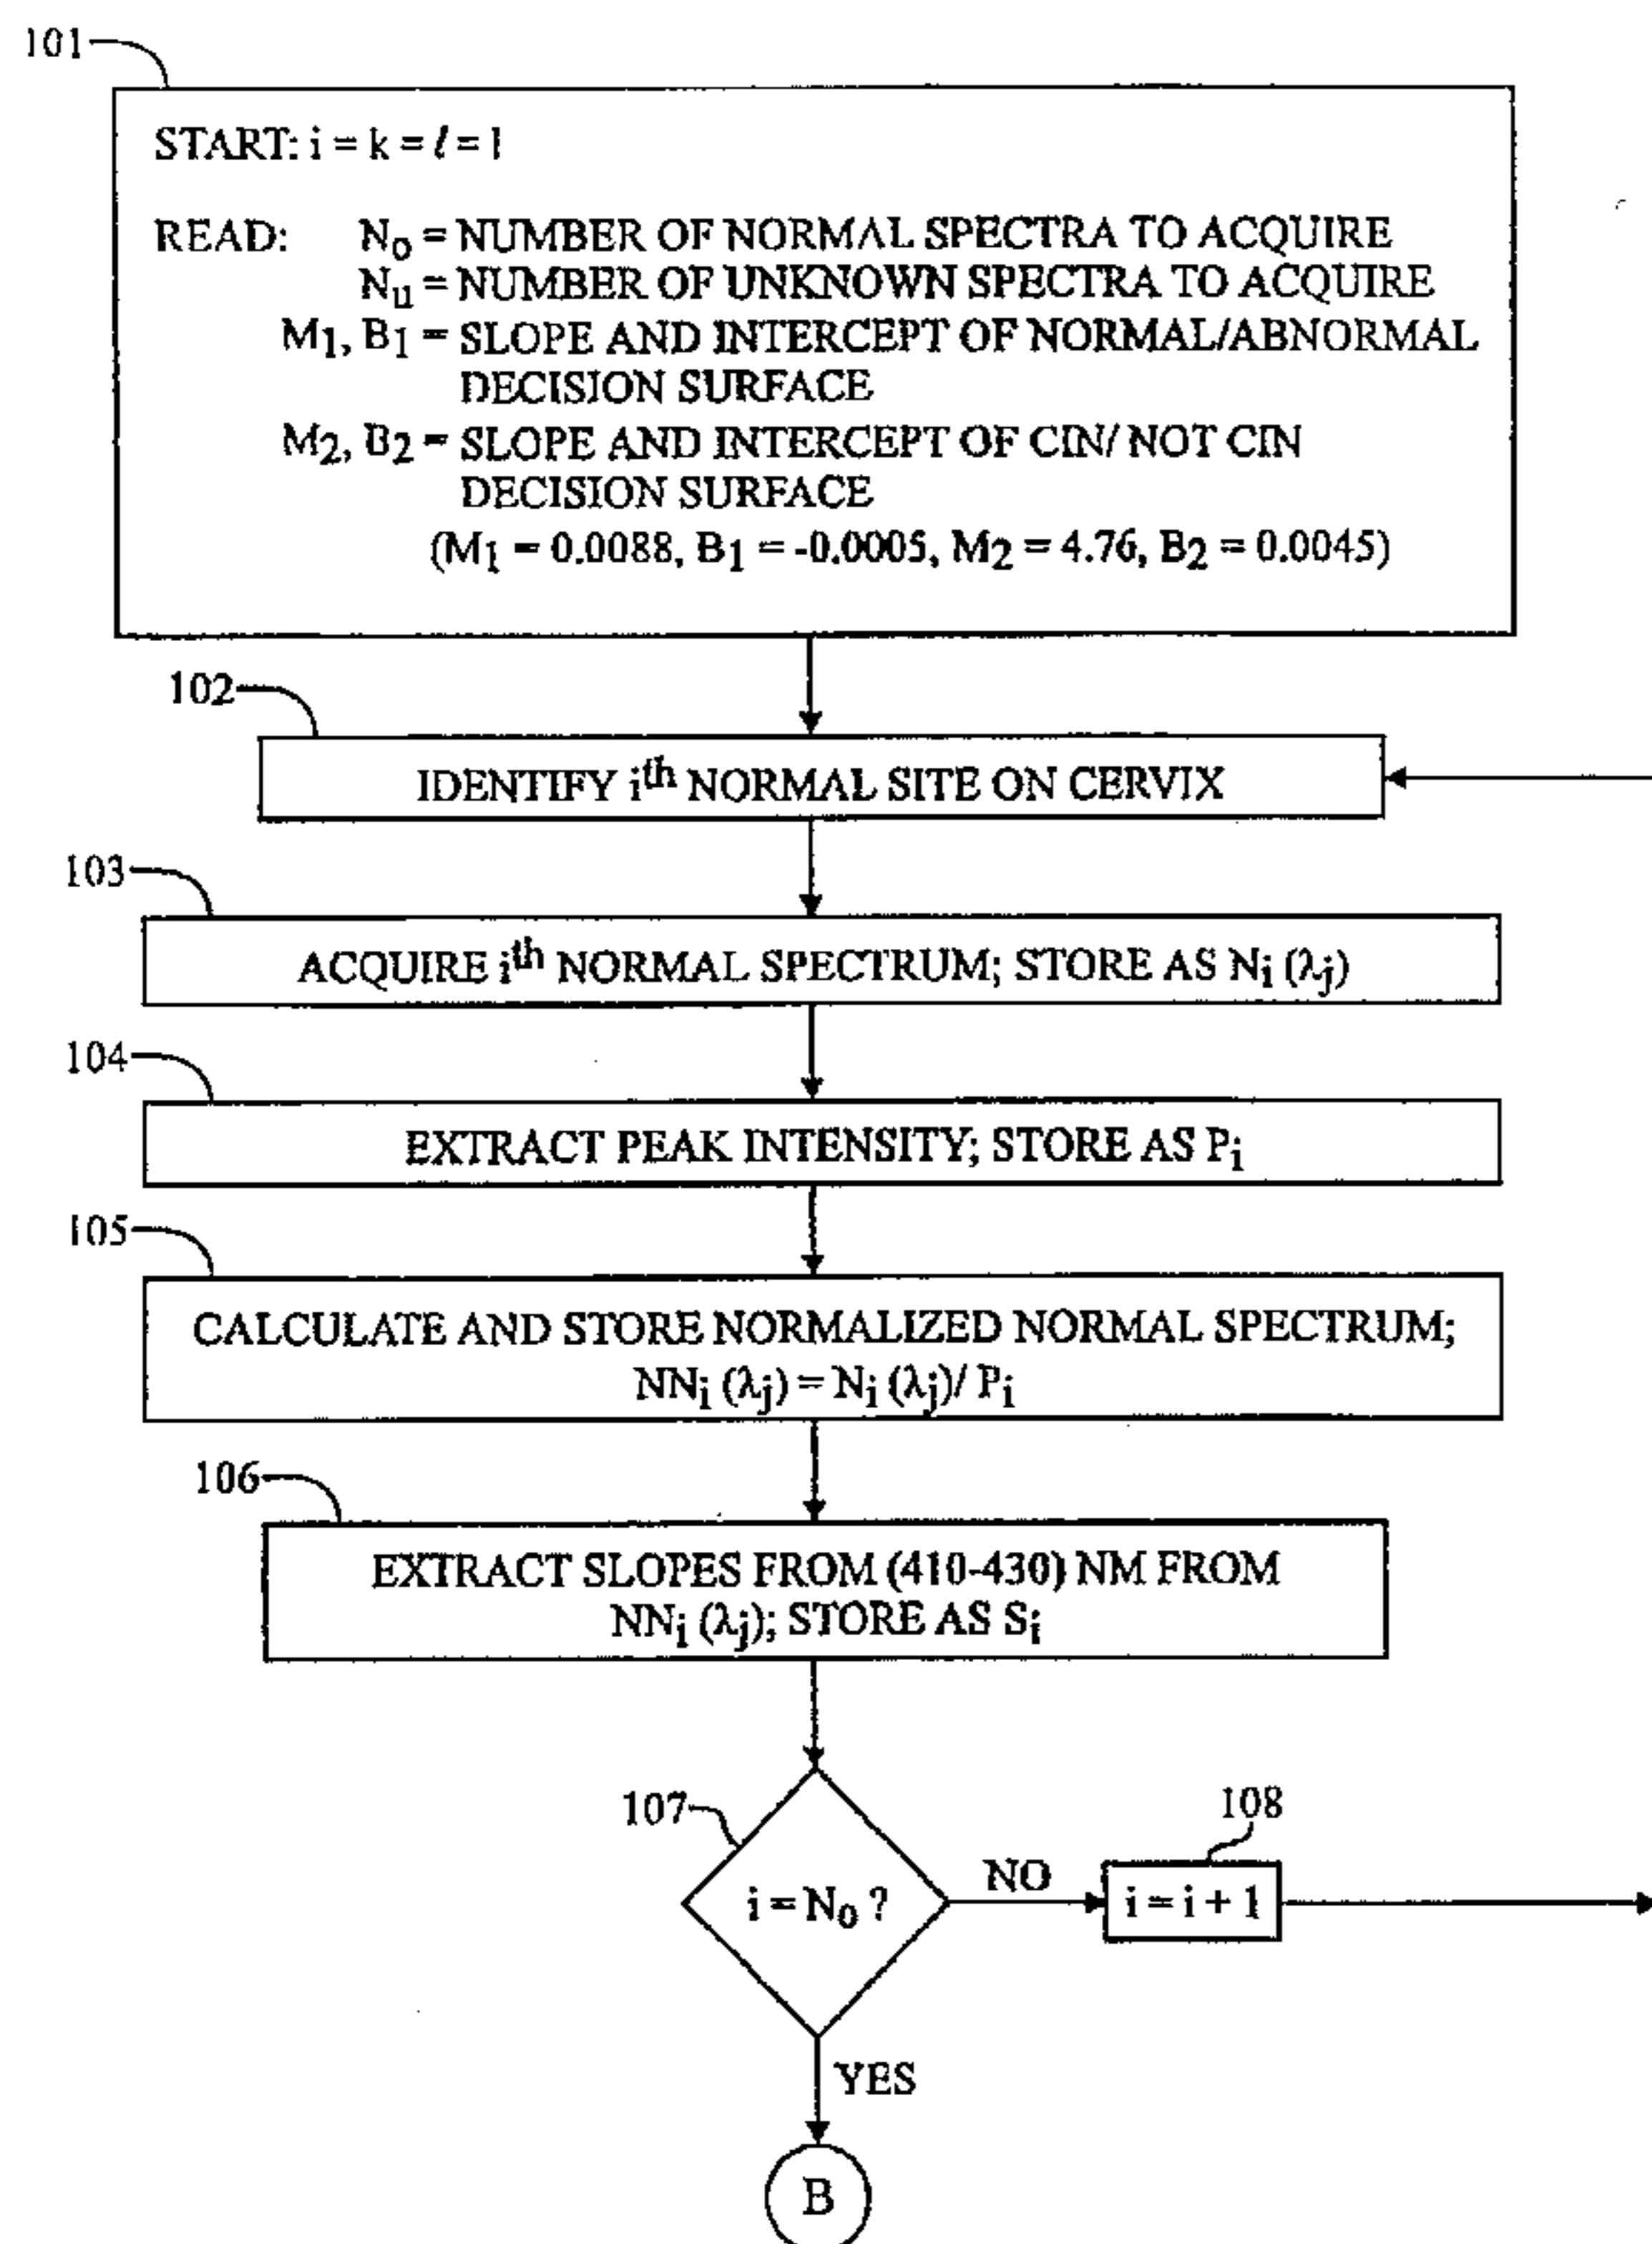 101
START: i = k = ℓ = 1
READ: N₀ = NUMBER OF NORMAL SPECTRA TO ACQUIRE
Nᵤ = NUMBER OF UNKNOWN SPECTRA TO ACQUIRE
M₁, B₁ = SLOPE AND INTERCEPT OF NORMAL/ABNORMAL
DECISION SURFACE
M₂, B₂ = SLOPE AND INTERCEPT OF CIN/ NOT CIN
DECISION SURFACE
(M₁ = 0.0088, B₁ = -0.0005, M₂ = 4.76, B₂ = 0.0045)
102
IDENTIFY iᵗʰ NORMAL SITE ON CERVIX
103
ACQUIRE iᵗʰ NORMAL SPECTRUM; STORE AS Nᵢ (λⱼ)
104
EXTRACT PEAK INTENSITY; STORE AS Pᵢ
105
CALCULATE AND STORE NORMALIZED NORMAL SPECTRUM;
NNᵢ (λⱼ) = Nᵢ (λⱼ)/ Pᵢ
106
EXTRACT SLOPES FROM (410-430) NM FROM
NNᵢ (λⱼ); STORE AS Sᵢ
107
i = N₀ ?
NO
108
i = i + 1
YES
B